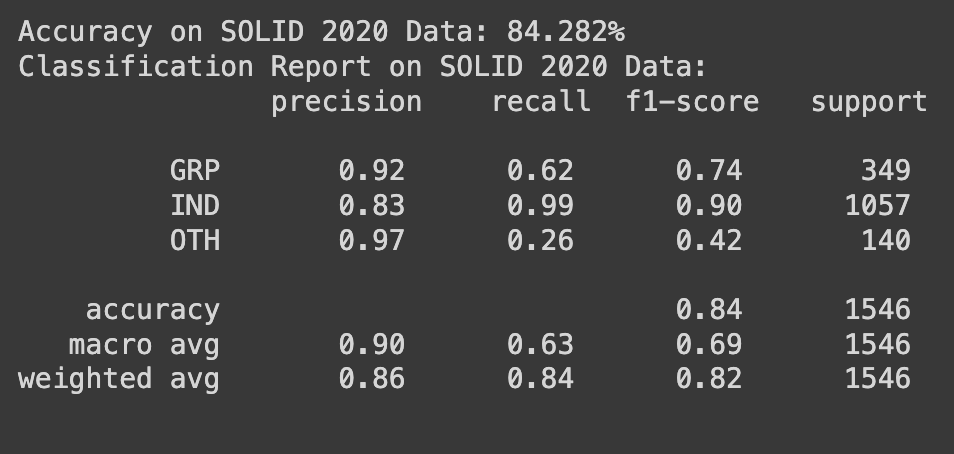 Accuracy on SOLID 2020 Data: 84.282%
Classification Report on SOLID 2020 Data:
              precision    recall  f1-score   support

         GRP       0.92      0.62      0.74       349
         IND       0.83      0.99      0.90      1057
         OTH       0.97      0.26      0.42       140

    accuracy                           0.84      1546
   macro avg       0.90      0.63      0.69      1546
weighted avg       0.86      0.84      0.82      1546